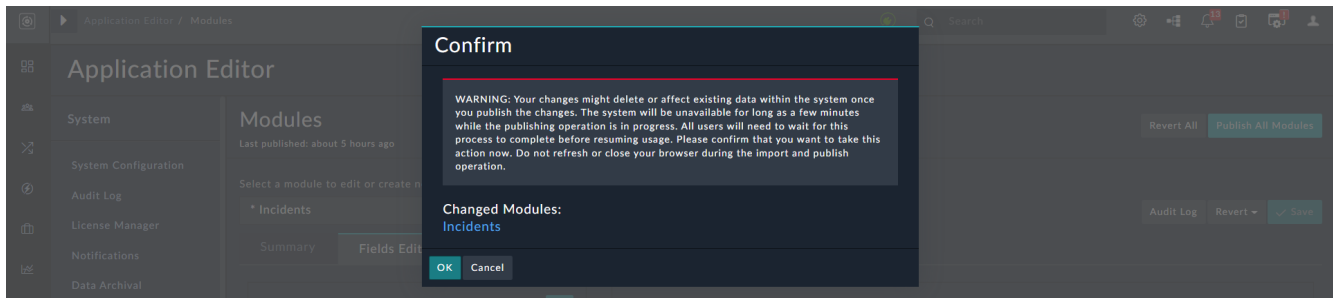 Application Editor / Modules
Search
13
Application Editor
System
System Configuration
Audit Log
License Manager
Notifications
Data Archival
Modules
Last published: about 5 hours ago
Revert All
Publish All Modules
Select a module to edit or create n
* Incidents
Audit Log
Revert
Save
Summary
Fields Edit
Confirm
WARNING: Your changes might delete or affect existing data within the system once
you publish the changes. The system will be unavailable for long as a few minutes
while the publishing operation is in progress. All users will need to wait for this
process to complete before resuming usage. Please confirm that you want to take this
action now. Do not refresh or close your browser during the import and publish
operation.
Changed Modules:
Incidents
OK
Cancel